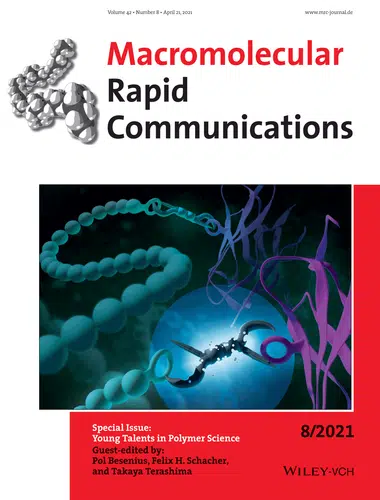 Volume 42 • Number 8 • April 21, 2021
www.mrc-journal.de
Macromolecular
Rapid
Communications
Special Issue:
Young Talents in Polymer Science
Guest-edited by:
Pol Besenius, Felix H. Schacher,
and Takaya Terashima
8/2021
WILEY-VCH